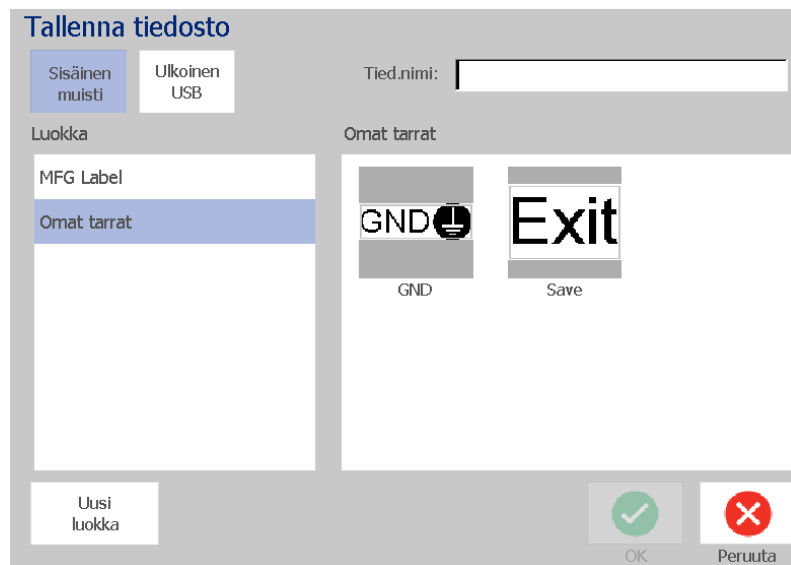 Tallenna tiedosto
Sisäinen
muisti
Ulkoinen
USB
Tied.nimi:
Luokka
Omat tarrat
MFG Label
Omat tarrat
GND
Exit
GND
Save
Uusi
luokka
OK
Peruuta